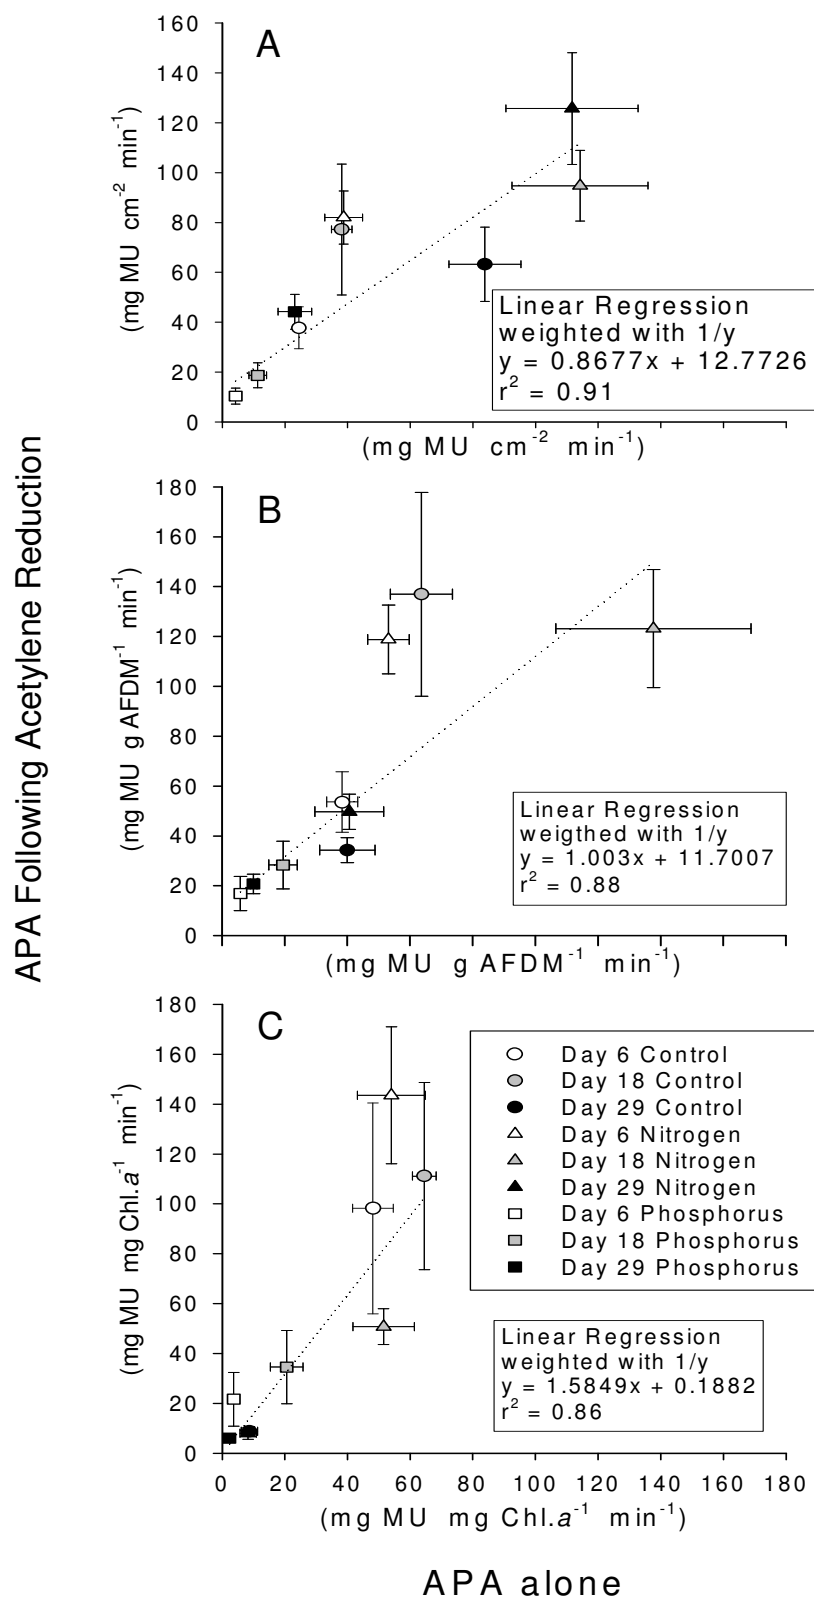 APA Following Acetylene Reduction
A
(mg MU cm⁻² min⁻¹)
160
140
120
100
80
60
40
20
0
Linear Regression
weighted with 1/y
y = 0.8677x + 12.7726
r² = 0.91
(mg MU cm⁻² min⁻¹)
B
(mg MU g AFDM⁻¹ min⁻¹)
180
160
140
120
100
80
60
40
20
0
Linear Regression
weigthed with 1/y
y = 1.003x + 11.7007
r² = 0.88
(mg MU g AFDM⁻¹ min⁻¹)
C
(mg MU mg Chl.a⁻¹ min⁻¹)
180
160
140
120
100
80
60
40
20
0
Day 6 Control
Day 18 Control
Day 29 Control
Day 6 Nitrogen
Day 18 Nitrogen
Day 29 Nitrogen
Day 6 Phosphorus
Day 18 Phosphorus
Day 29 Phosphorus
Linear Regression
weighted with 1/y
y = 1.5849x + 0.1882
r² = 0.86
0 20 40 60 80 100 120 140 160 180
(mg MU mg Chl.a⁻¹ min⁻¹)
APA alone